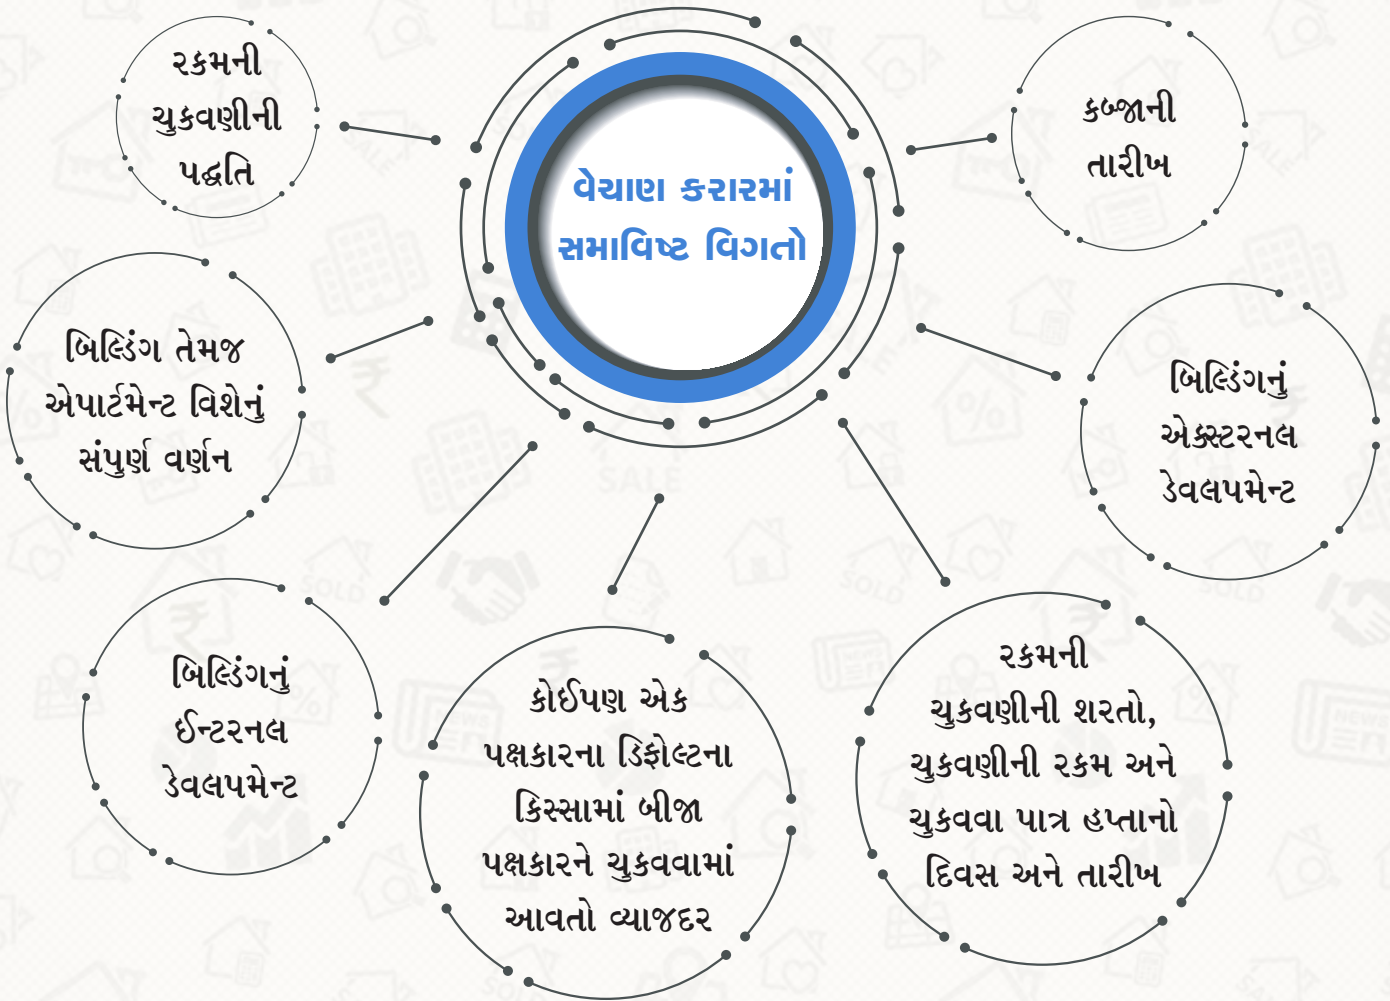 વેચાણ કરારમાં
સમાવિષ્ટ વિગતો
રકમની
ચુકવણીની
પદ્ધતિ
કબ્જાની
તારીખ
બિલ્ડિંગ તેમજ
એપાર્ટમેન્ટ વિશેનું
સંપુર્ણ વર્ણન
બિલ્ડિંગનું
એક્સ્ટરનલ
ડેવલપમેન્ટ
બિલ્ડિંગનું
ઈન્ટરનલ
ડેવલપમેન્ટ
કોઈપણ એક
પક્ષકારના ડિફોલ્ટના
કિસ્સામાં બીજા
પક્ષકારને ચુકવવામાં
આવતો વ્યાજદર
રકમની
ચુકવણીની શરતો,
ચુકવણીની રકમ અને
ચુકવવા પાત્ર હપ્તાનો
દિવસ અને તારીખ